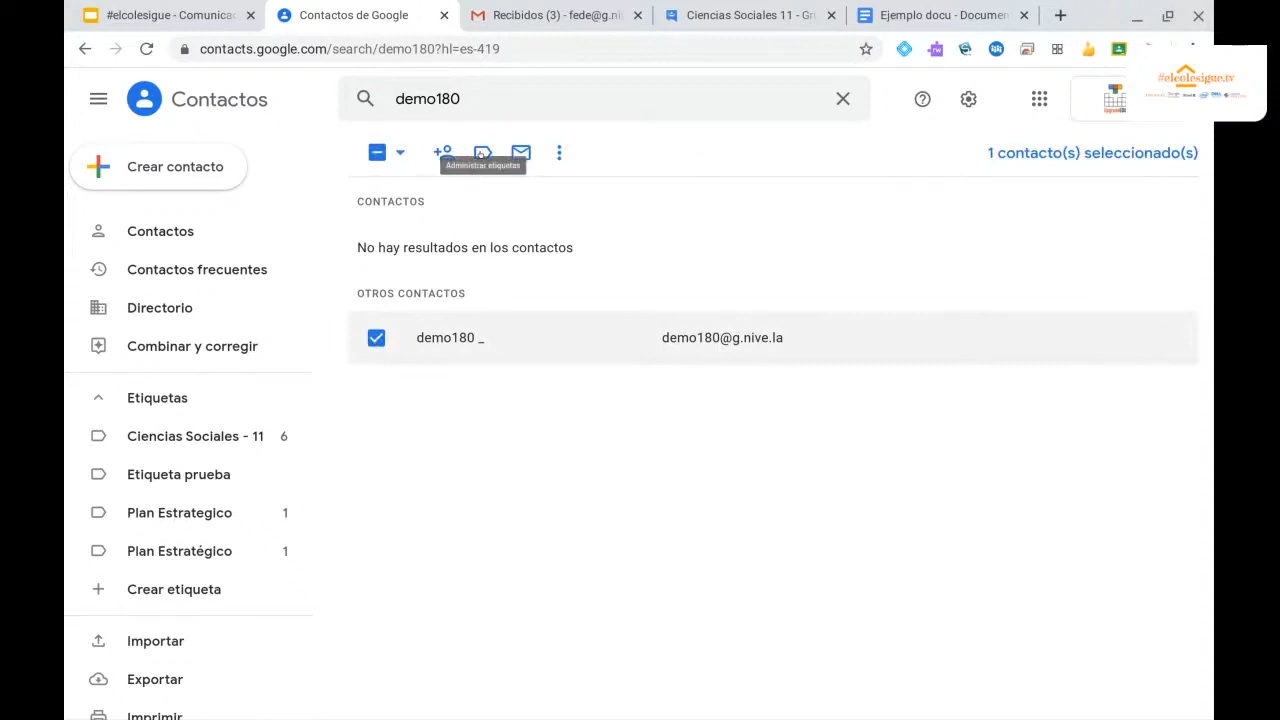 #elcolesigue - Comunicac
Contactos de Google
Recibidos (3) - fede@g.ni
Ciencias Sociales 11 - Gr
Ejemplo docu - Documen
contacts.google.com/search/demo180?hl=es-419
#elcolesigue.tv
Contactos
demo180
Crear contacto
Administrar etiquetas
1 contacto(s) seleccionado(s)
CONTACTOS
Contactos
No hay resultados en los contactos
Contactos frecuentes
OTROS CONTACTOS
Directorio
demo180 _
demo180@g.nive.la
Combinar y corregir
Etiquetas
Ciencias Sociales - 11 6
Etiqueta prueba
Plan Estrategico 1
Plan Estratégico 1
Crear etiqueta
Importar
Exportar
Imprimir